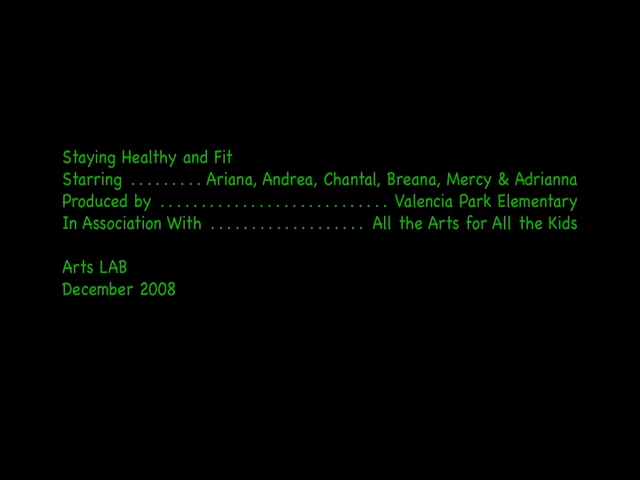 Staying Healthy and Fit
Starring ......... Ariana, Andrea, Chantal, Breana, Mercy & Adrianna
Produced by ............................ Valencia Park Elementary
In Association With ................... All the Arts for All the Kids
Arts LAB
December 2008